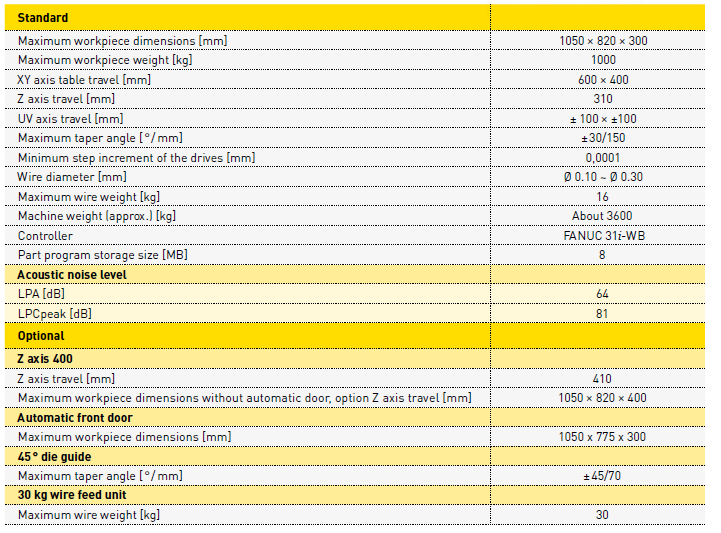 Standard
Maximum workpiece dimensions [mm] 1050 × 820 × 300
Maximum workpiece weight [kg] 1000
XY axis table travel [mm] 600 × 400
Z axis travel [mm] 310
UV axis travel [mm] ± 100 × ±100
Maximum taper angle [°/mm] ±30/150
Minimum step increment of the drives [mm] 0,0001
Wire diameter [mm] Ø 0.10 ~ Ø 0.30
Maximum wire weight [kg] 16
Machine weight (approx.) [kg] About 3600
Controller FANUC 31i-WB
Part program storage size [MB] 8
Acoustic noise level
LPA [dB] 64
LPCpeak [dB] 81
Optional
Z axis 400
Z axis travel [mm] 410
Maximum workpiece dimensions without automatic door, option Z axis travel [mm] 1050 × 820 × 400
Automatic front door
Maximum workpiece dimensions [mm] 1050 x 775 x 300
45° die guide
Maximum taper angle [°/mm] ±45/70
30 kg wire feed unit
Maximum wire weight [kg] 30